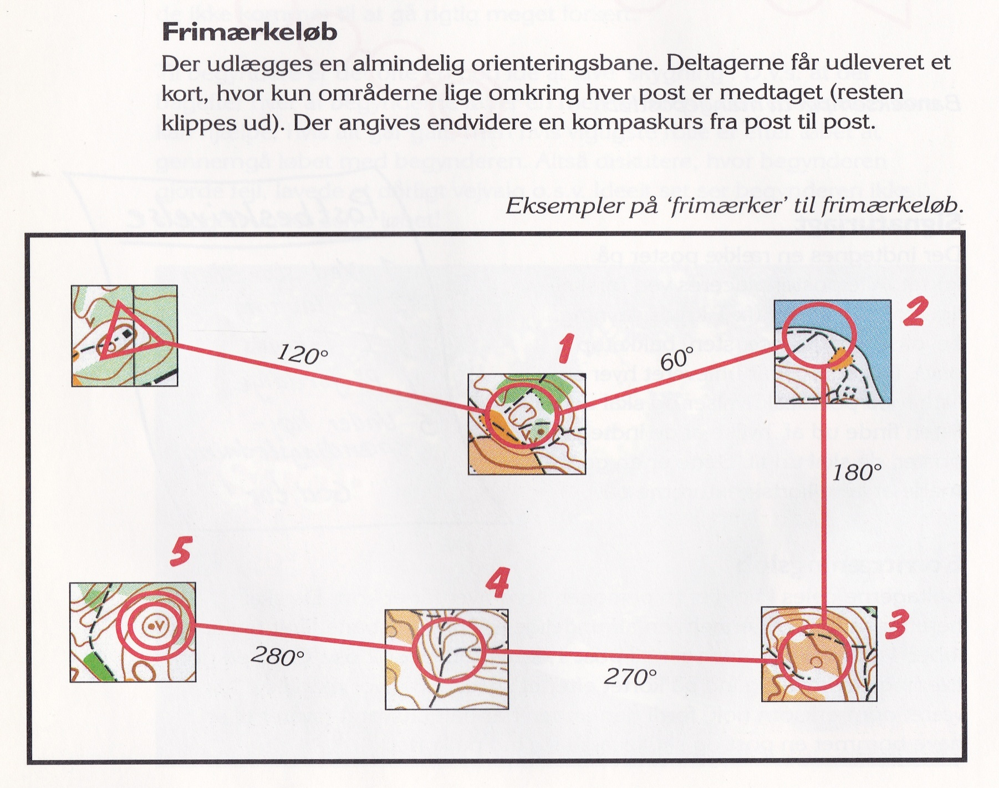 Frimærkeløb
Der udlægges en almindelig orienteringsbane. Deltagerne får udleveret et
kort, hvor kun områderne lige omkring hver post er medtaget (resten
klippes ud). Der angives endvidere en kompaskurs fra post til post.
Eksempler på ‘frimærker’ til frimærkeløb.
2
1
120°
60°
180°
5
4
3
280°
270°